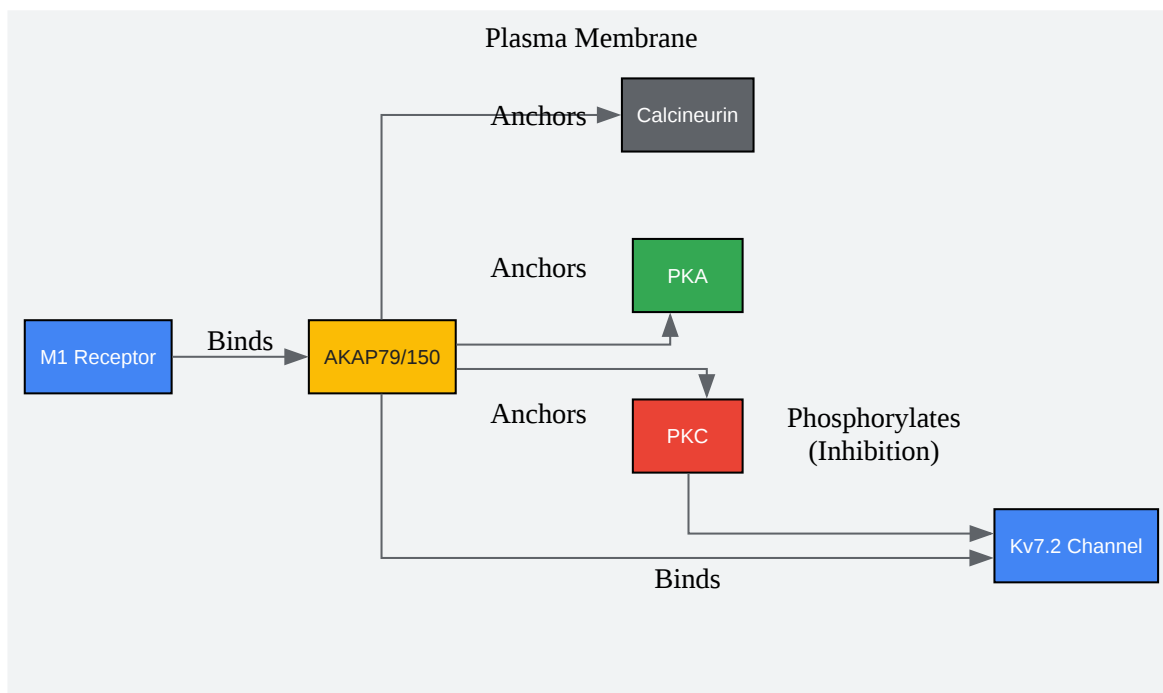 Plasma Membrane
Anchors
Calcineurin
Anchors
PKA
M1 Receptor
Binds
AKAP79/150
Anchors
PKC
Phosphorylates
(Inhibition)
Kv7.2 Channel
Binds